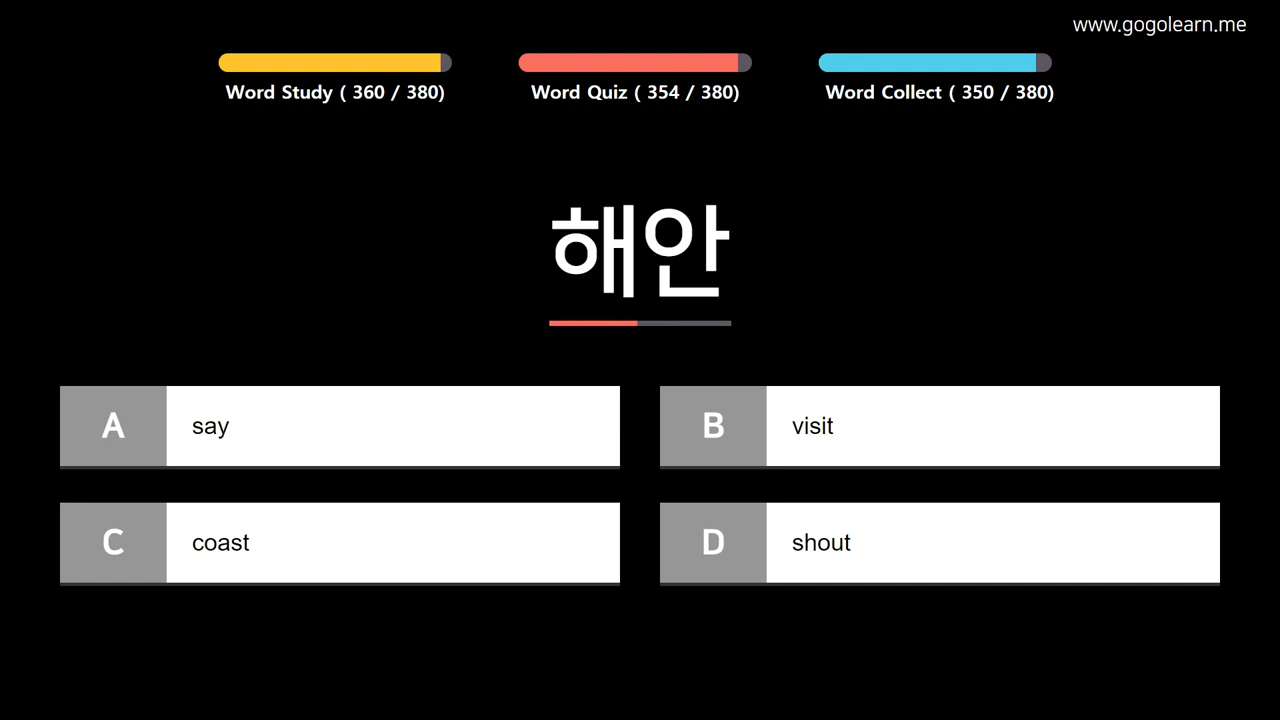 www.gogolearn.me
Word Study ( 360 / 380)
Word Quiz ( 354 / 380)
Word Collect ( 350 / 380)
해안
A say
B visit
C coast
D shout